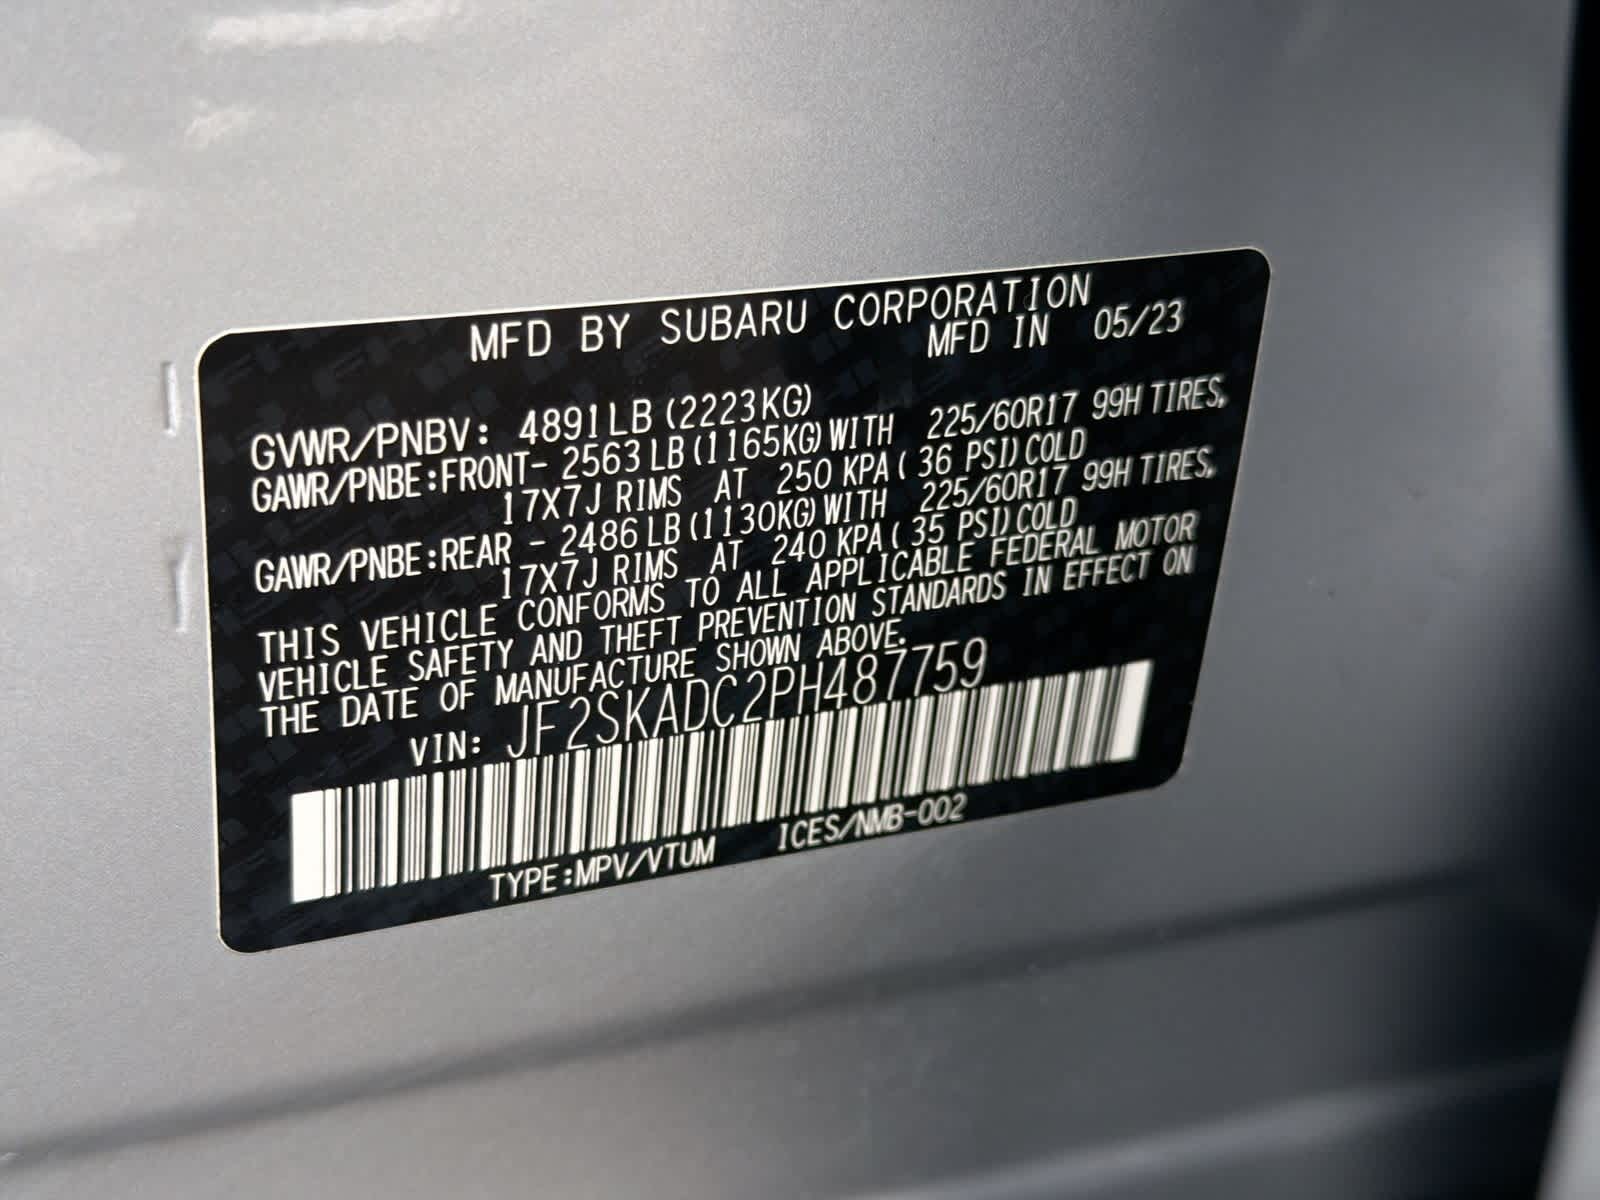 MFD BY SUBARU CORPORATION
MFD IN 05/23
GVWR/PNBV: 4891LB (2223KG)
GAWR/PNBE:FRONT- 2563LB(1165KG)WITH 225/60R17 99H TIRES,
17X7J RIMS AT 250 KPA( 36 PSI)COLD
GAWR/PNBE:REAR - 2486LB(1130KG)WITH 225/60R17 99H TIRES,
17X7J RIMS AT 240 KPA( 35 PSI)COLD
THIS VEHICLE CONFORMS TO ALL APPLICABLE FEDERAL MOTOR
VEHICLE SAFETY AND THEFT PREVENTION STANDARDS IN EFFECT ON
THE DATE OF MANUFACTURE SHOWN ABOVE.
VIN: JF2SKADC2PH487759
TYPE:MPV/VTUM ICES/NMB-002